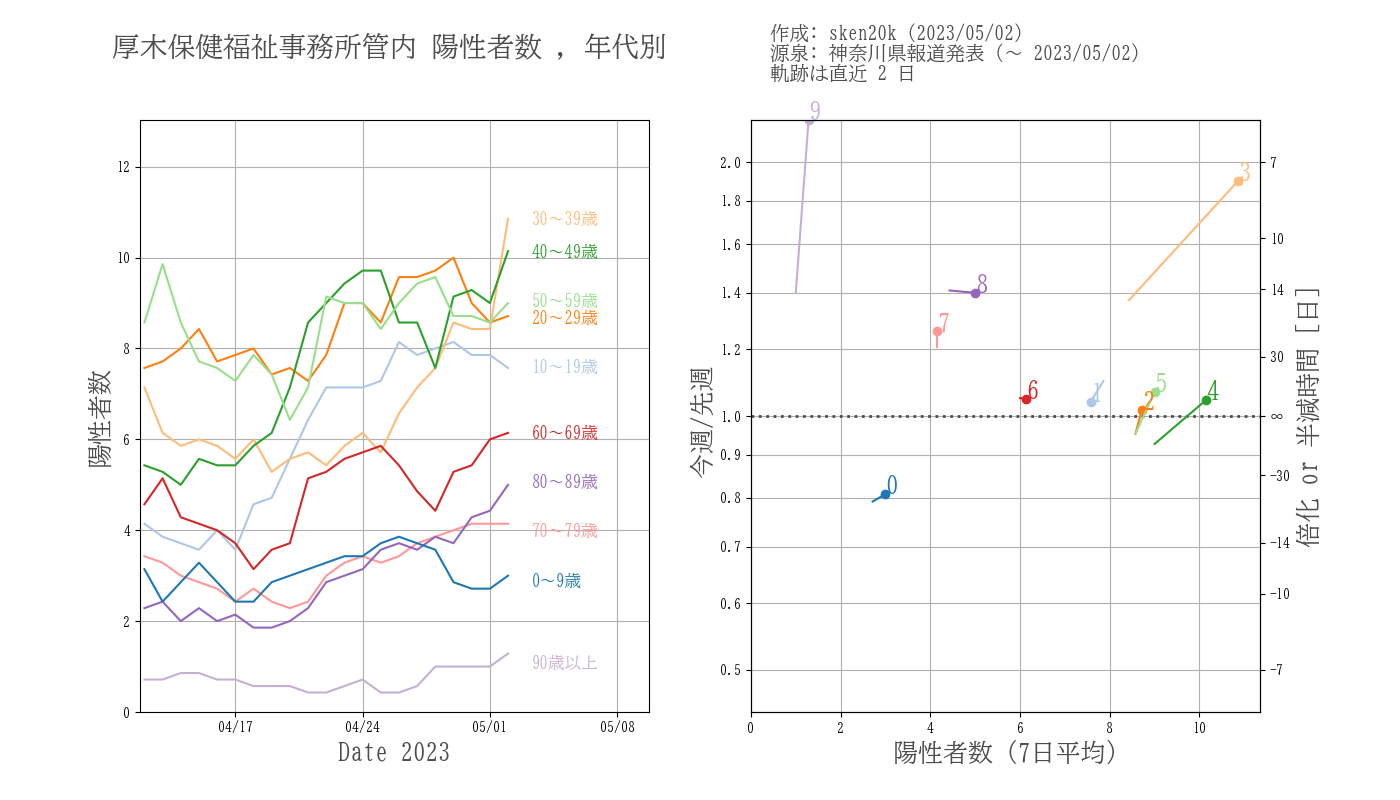 厚木保健福祉事務所管内 陽性者数 , 年代別
作成: sken20k (2023/05/02)
源泉: 神奈川県報道発表 (～ 2023/05/02)
軌跡は直近 2 日
陽性者数
12
10
8
6
4
2
0
04/17
04/24
05/01
05/08
Date 2023
30～39歳
40～49歳
50～59歳
20～29歳
10～19歳
60～69歳
80～89歳
70～79歳
0～9歳
90歳以上
今週/先週
2.0
1.8
1.6
1.4
1.2
1.0
0.9
0.8
0.7
0.6
0.5
9
3
8
7
6
1
2
5
4
0
0
2
4
6
8
10
陽性者数 (7日平均)
7
10
14
30
∞
−30
−14
−10
−7
倍化 or 半減時間 [日]